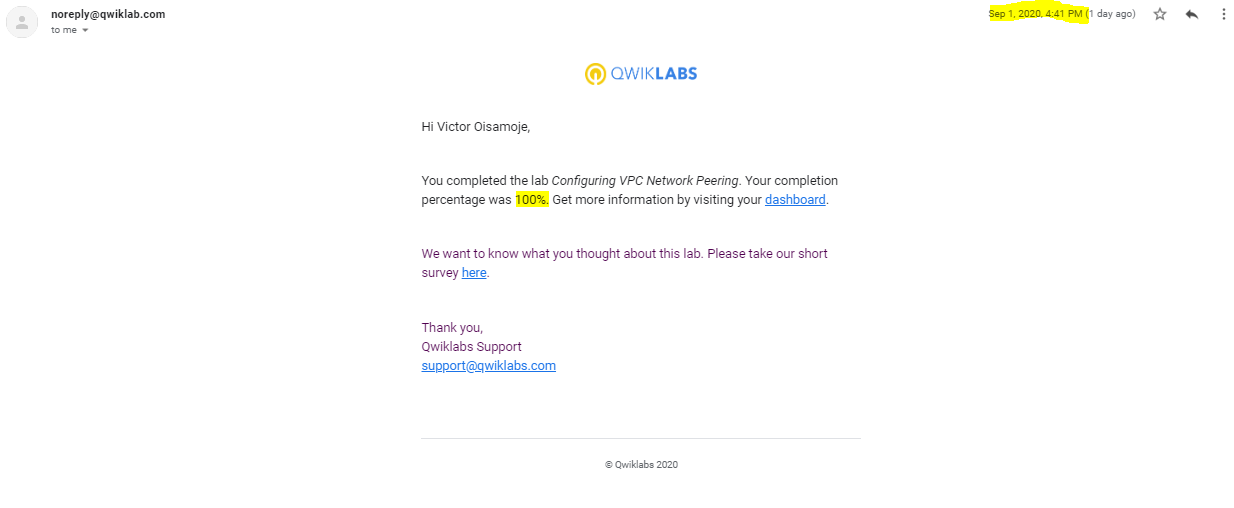 noreply@qwiklab.com
Sep 1, 2020, 4:41 PM (1 day ago)
to me
QWIKLABS
Hi Victor Oisamoje,
You completed the lab Configuring VPC Network Peering. Your completion
percentage was 100%. Get more information by visiting your dashboard.
We want to know what you thought about this lab. Please take our short
survey here.
Thank you,
Qwiklabs Support
support@qwiklabs.com
© Qwiklabs 2020